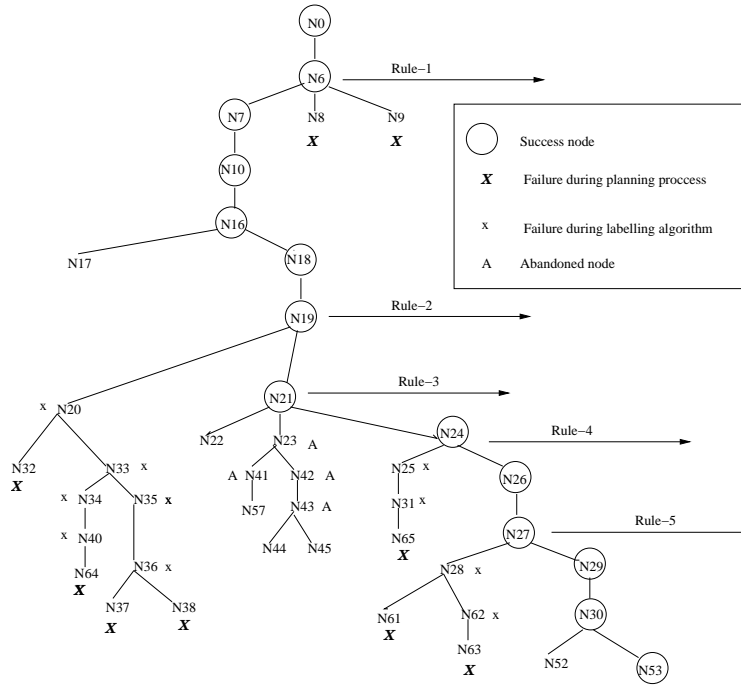 N0
N6
Rule−1
N7
N8
N9
X
X
N10
N16
N17
N18
N19
Rule−2
Success node
X Failure during planning proccess
x Failure during labelling algorithm
A Abandoned node
x N20
N21
Rule−3
N22
N23 A
N24
Rule−4
N32
X
N33 x
A N41
N42 A
N25 x
N26
x N34
N35 x
N57
N43 A
N31 x
N27
Rule−5
x N40
N44
N45
N65
X
N64
X
N36 x
N28 x
N29
N37
X
N38
X
N61
X
N62 x
N30
N63
X
N52
N53